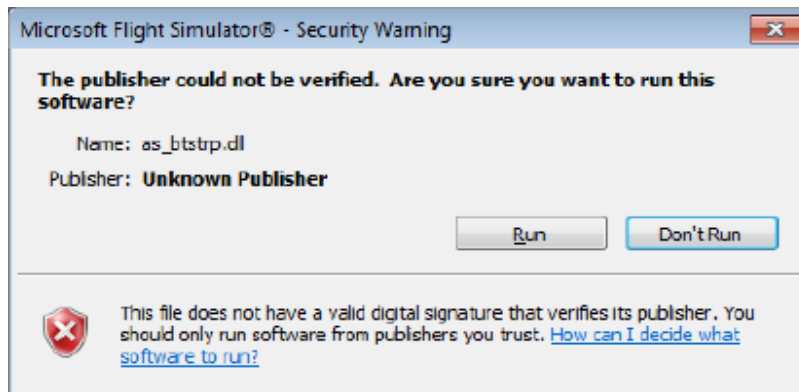 Microsoft Flight Simulator® - Security Warning
The publisher could not be verified. Are you sure you want to run this
software?
Name: as_btstrp.dll
Publisher: Unknown Publisher
Run
Don't Run
This file does not have a valid digital signature that verifies its publisher. You
should only run software from publishers you trust. How can I decide what
software to run?